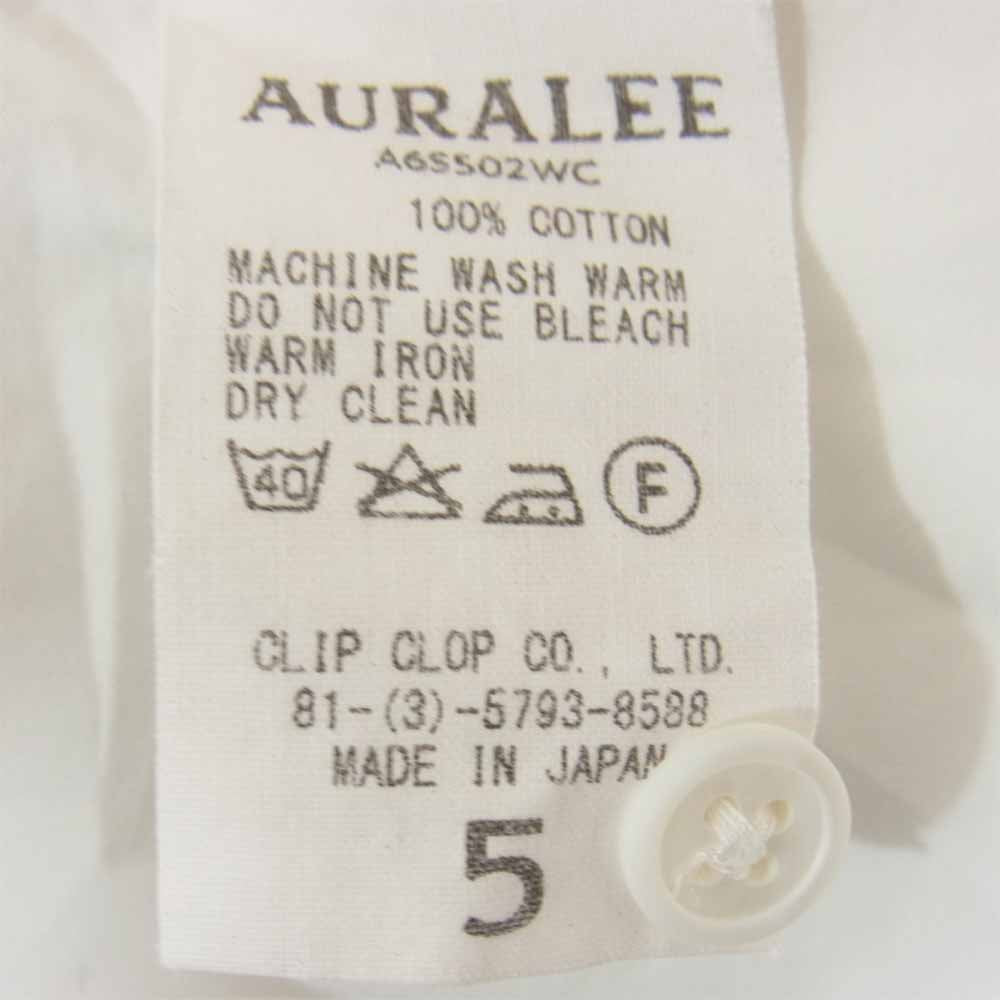 AURALEE
A6SS02WC
100% COTTON
MACHINE WASH WARM
DO NOT USE BLEACH
WARM IRON
DRY CLEAN
40 F
CLIP CLOP CO., LTD.
81-(3)-5793-8588
MADE IN JAPAN
5